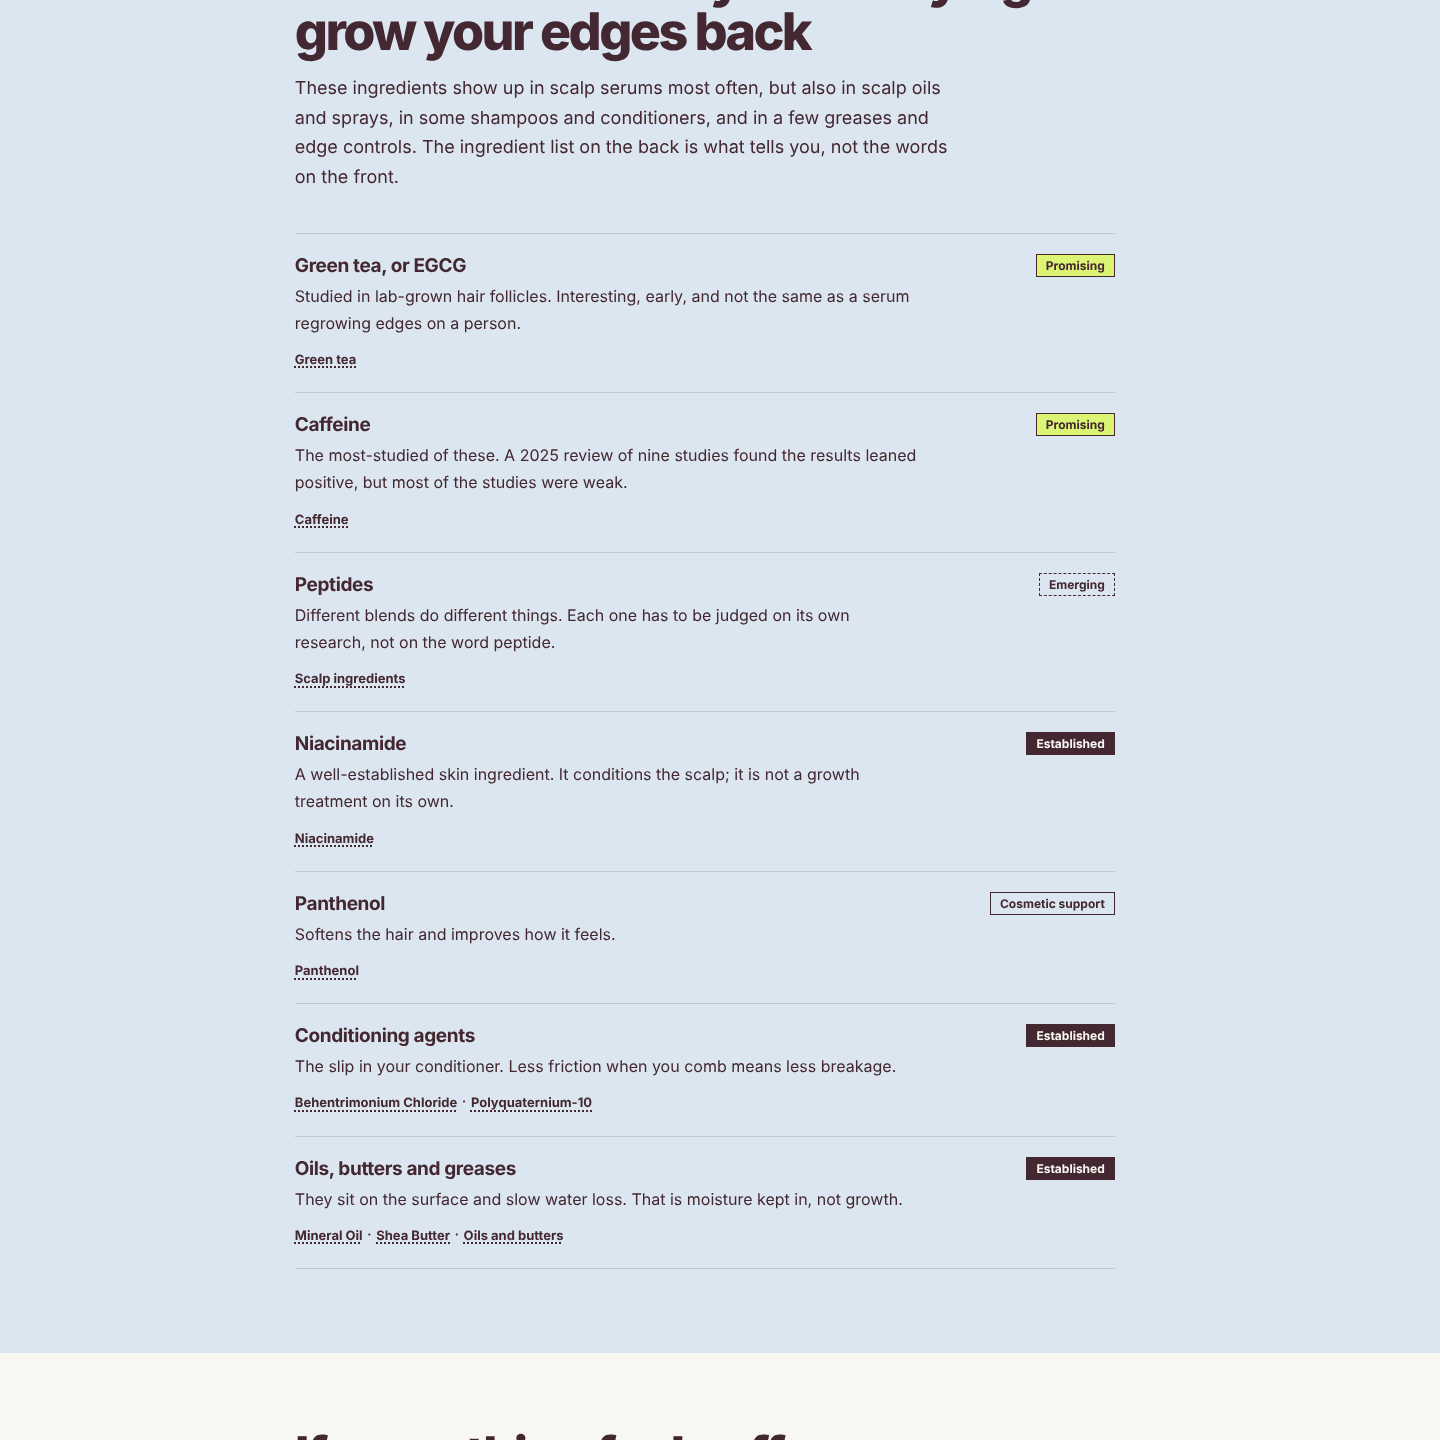 grow your edges back
These ingredients show up in scalp serums most often, but also in scalp oils
and sprays, in some shampoos and conditioners, and in a few greases and
edge controls. The ingredient list on the back is what tells you, not the words
on the front.
Green tea, or EGCG
Promising
Studied in lab-grown hair follicles. Interesting, early, and not the same as a serum
regrowing edges on a person.
Green tea
Caffeine
Promising
The most-studied of these. A 2025 review of nine studies found the results leaned
positive, but most of the studies were weak.
Caffeine
Peptides
Emerging
Different blends do different things. Each one has to be judged on its own
research, not on the word peptide.
Scalp ingredients
Niacinamide
Established
A well-established skin ingredient. It conditions the scalp; it is not a growth
treatment on its own.
Niacinamide
Panthenol
Cosmetic support
Softens the hair and improves how it feels.
Panthenol
Conditioning agents
Established
The slip in your conditioner. Less friction when you comb means less breakage.
Behentrimonium Chloride · Polyquaternium-10
Oils, butters and greases
Established
They sit on the surface and slow water loss. That is moisture kept in, not growth.
Mineral Oil · Shea Butter · Oils and butters